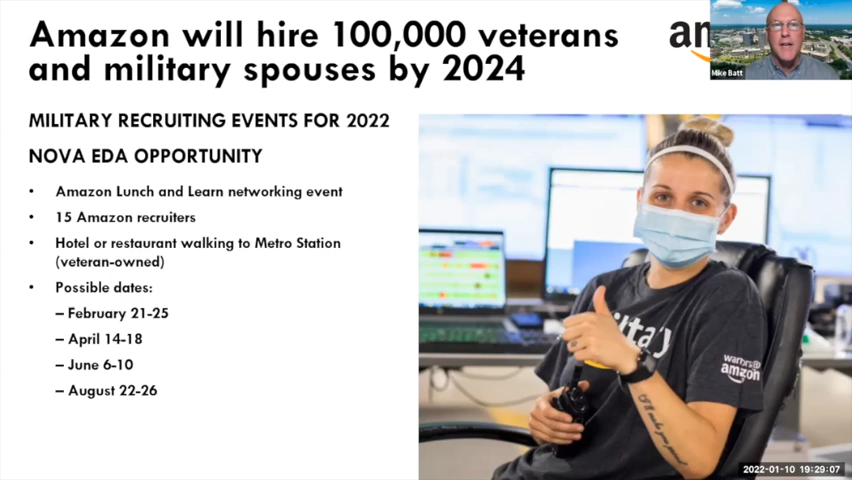 Amazon will hire 100,000 veterans
and military spouses by 2024
am
Mike Batt
MILITARY RECRUITING EVENTS FOR 2022
NOVA EDA OPPORTUNITY
• Amazon Lunch and Learn networking event
• 15 Amazon recruiters
• Hotel or restaurant walking to Metro Station
(veteran-owned)
• Possible dates:
– February 21-25
– April 14-18
– June 6-10
– August 22-26
warriors@
amazon
2022-01-10 19:29:07